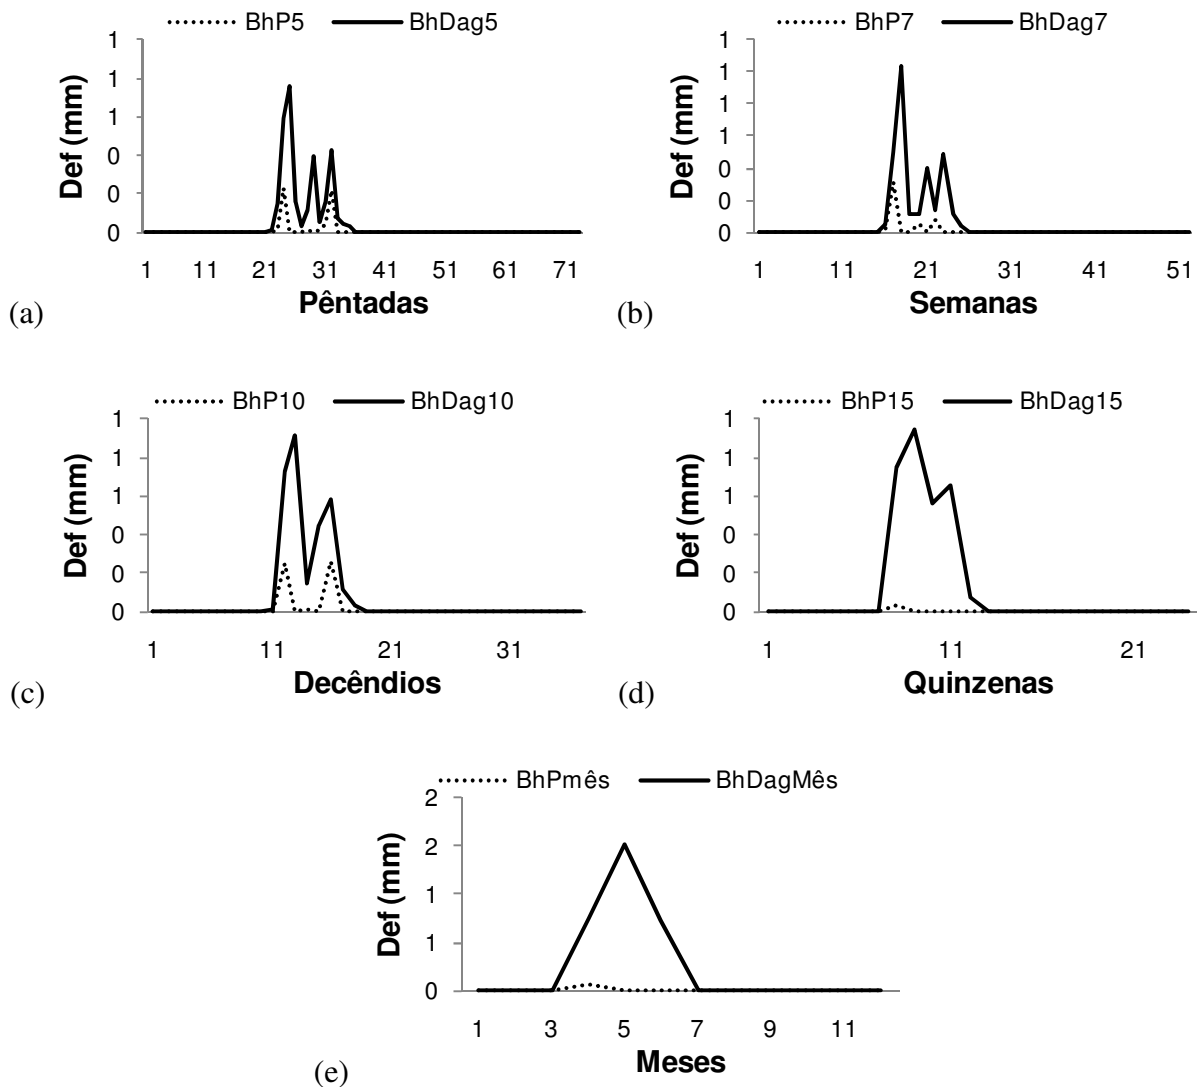 BhP5 BhDag5
1
1
1
0
0
0
Def (mm)
1 11 21 31 41 51 61 71
Pêntadas
(a)
BhP7 BhDag7
1
1
1
1
0
0
0
Def (mm)
1 11 21 31 41 51
Semanas
(b)
BhP10 BhDag10
1
1
1
0
0
0
Def (mm)
1 11 21 31
Decêndios
(c)
BhP15 BhDag15
1
1
1
0
0
0
Def (mm)
1 11 21
Quinzenas
(d)
BhPmês BhDagMês
2
2
1
1
0
Def (mm)
1 3 5 7 9 11
Meses
(e)